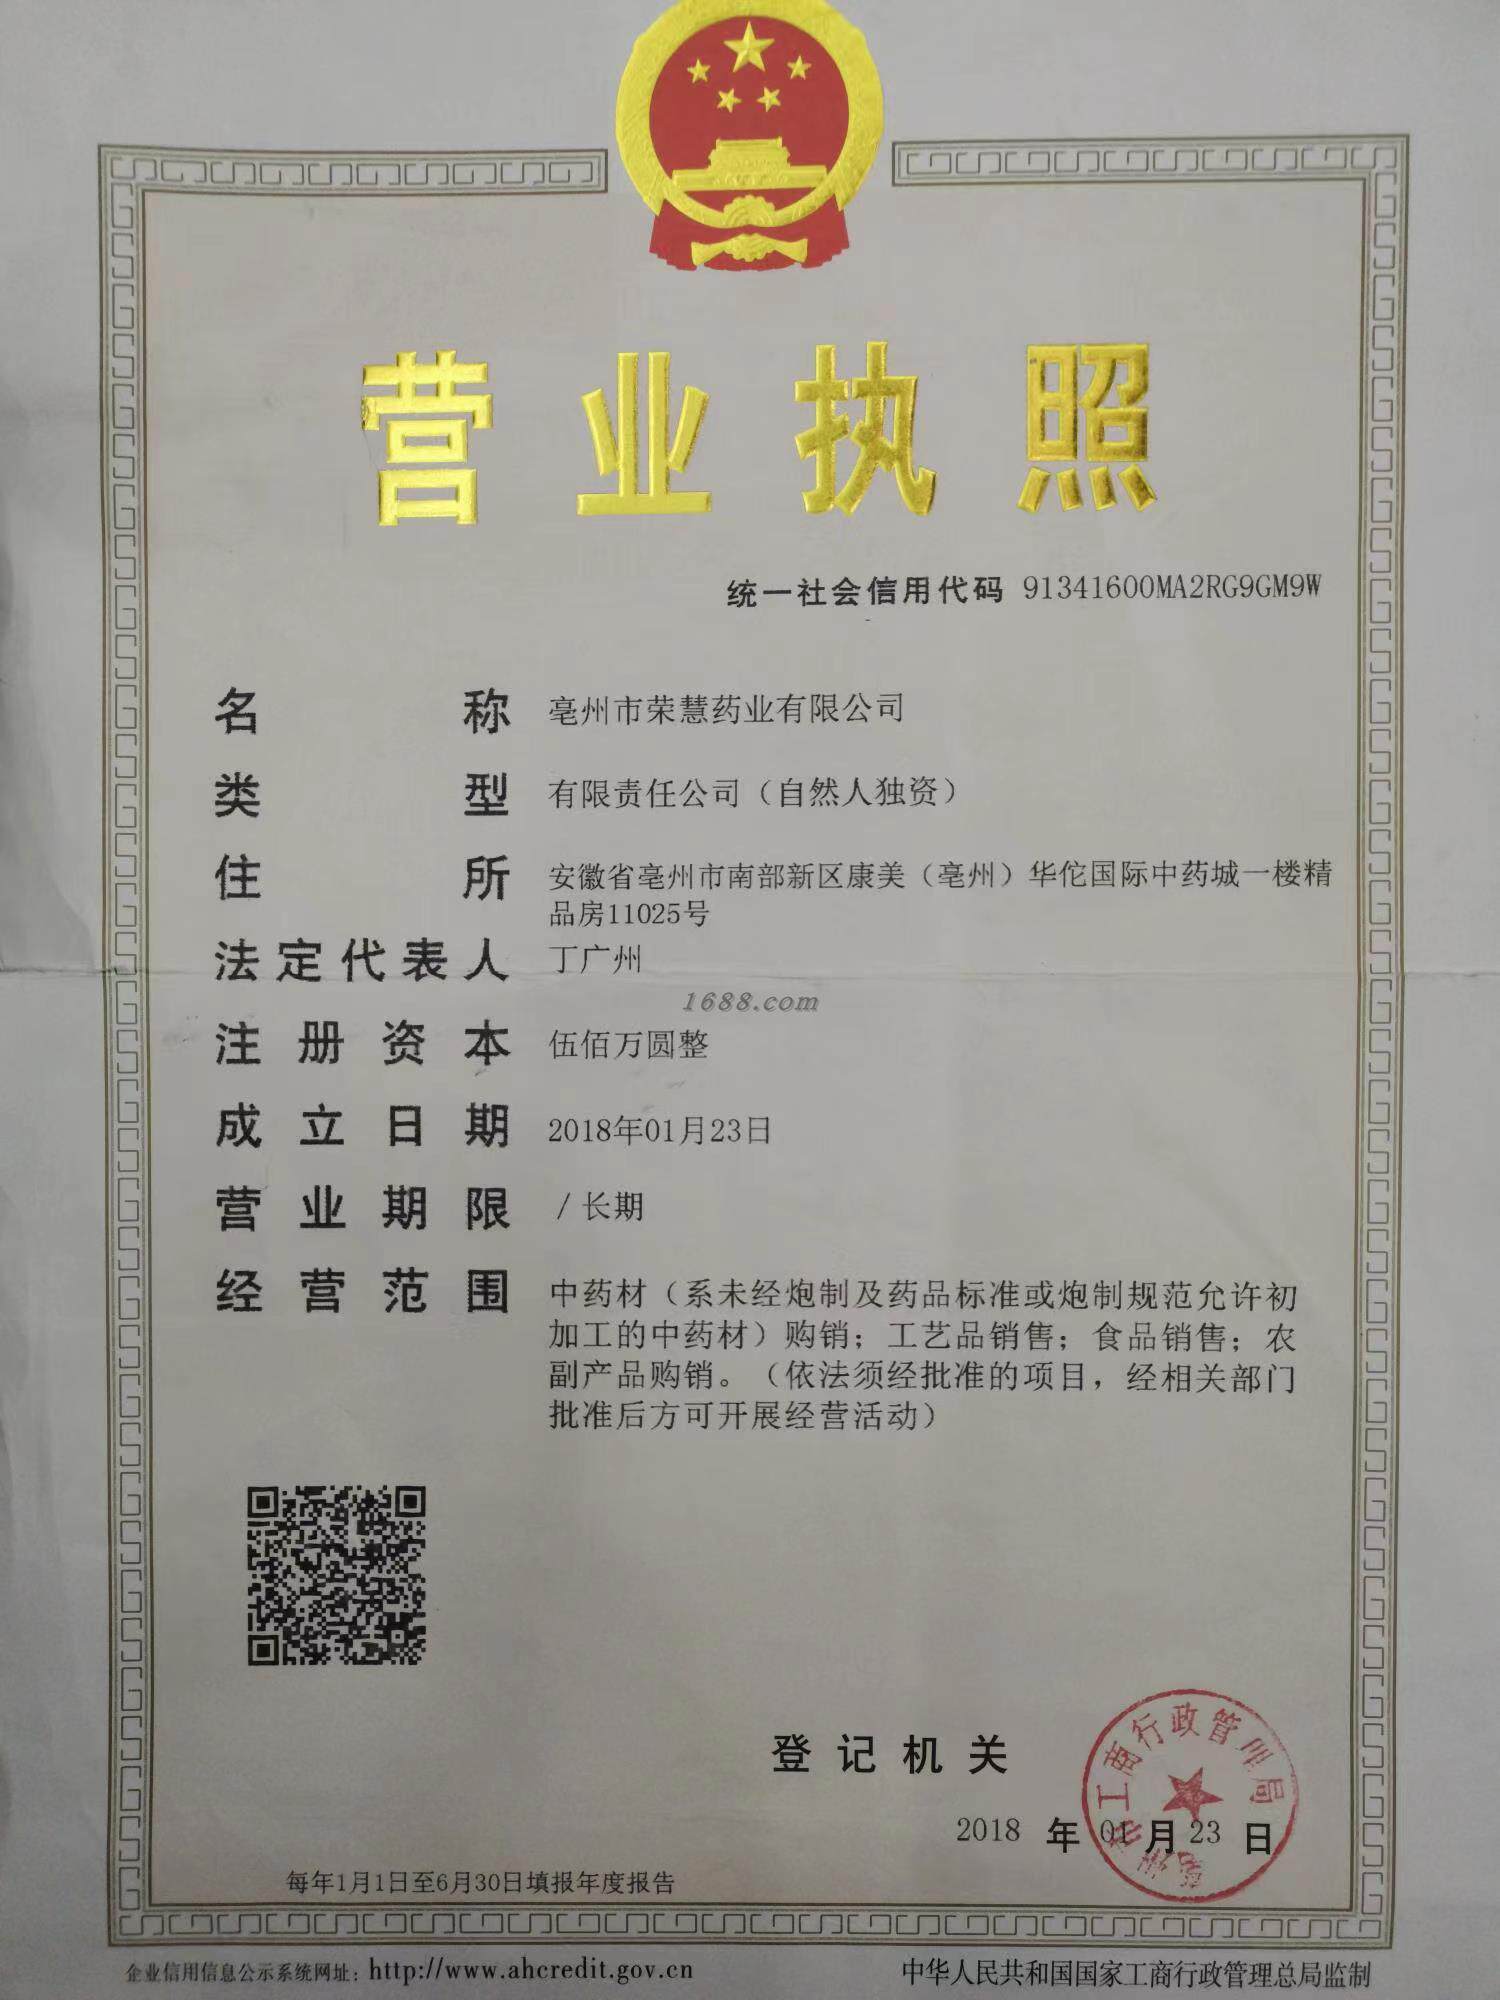 营业执照
统一社会信用代码 91341600MA2RG9GM9W
名称 亳州市荣慧药业有限公司
类型 有限责任公司（自然人独资）
住所 安徽省亳州市南部新区康美（亳州）华佗国际中药城一楼精
品房11025号
法定代表人 丁广州
1688.com
注册资本 伍佰万圆整
成立日期 2018年01月23日
营业期限 /长期
经营范围 中药材（系未经炮制及药品标准或炮制规范允许初
加工的中药材）购销；工艺品销售；食品销售；农
副产品购销。（依法须经批准的项目，经相关部门
批准后方可开展经营活动）
登记机关
亳州市工商行政管理局
2018 年 01 月 23 日
每年1月1日至6月30日填报年度报告
企业信用信息公示系统网址：http://www.ahcredit.gov.cn
中华人民共和国国家工商行政管理总局监制